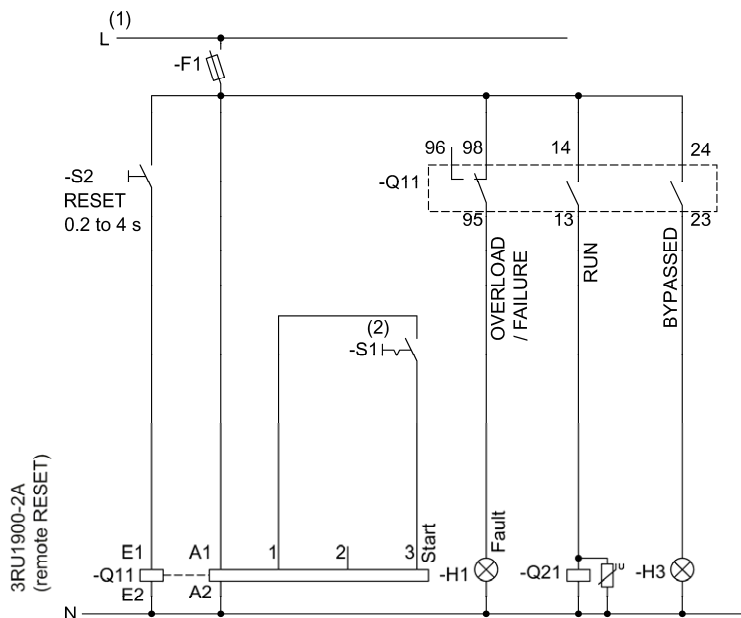 (1)
L
-F1
96
98
14
24
-S2
RESET
0.2 to 4 s
-Q11
95
13
23
OVERLOAD
/ FAILURE
RUN
BYPASSED
(2)
-S1
3RU1900-2A
(remote RESET)
E1
A1
1
2
3
Start
Fault
-Q11
-H1
-Q21
U
-H3
E2
A2
N